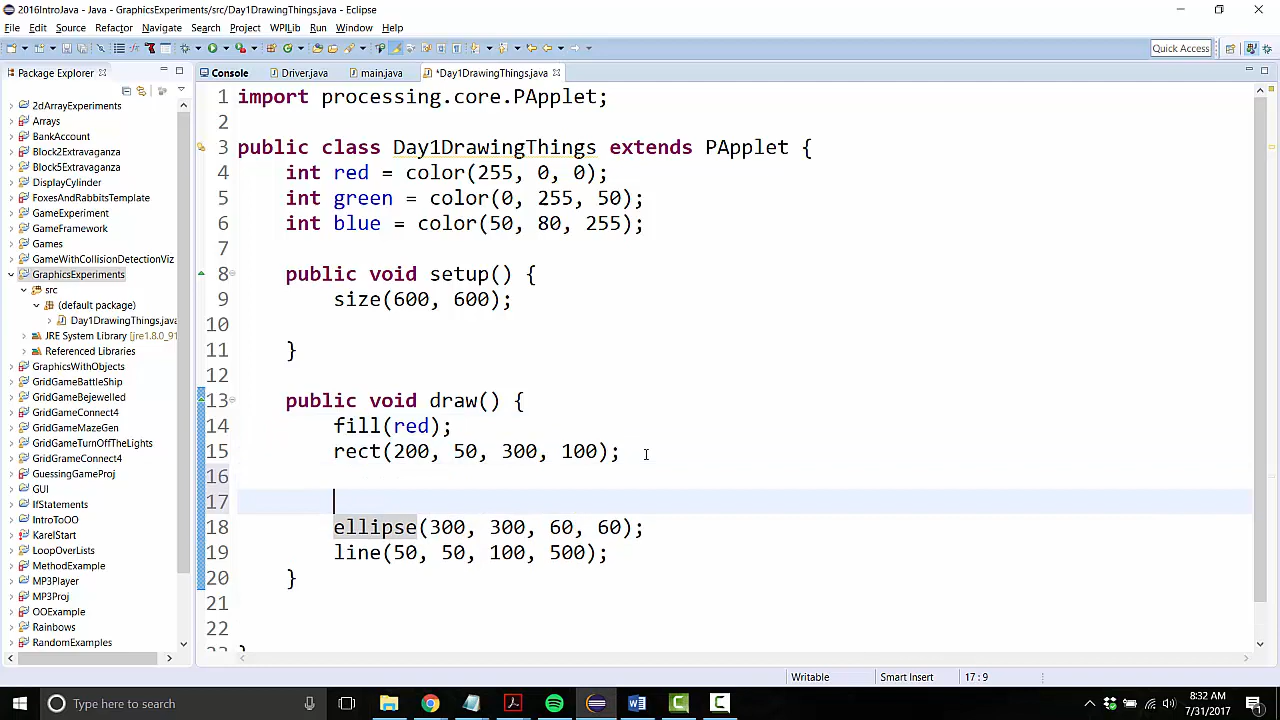 2016IntroJava - Java - GraphicsExperiments/src/Day1DrawingThings.java - Eclipse
File Edit Source Refactor Navigate Search Project WPILib Run Window Help
Quick Access
Package Explorer
Console Driver.java main.java *Day1DrawingThings.java
2dArrayExperiments
Arrays
BankAccount
Block2Extravaganza
Block5Extravaganza
DisplayCylinder
FoxesAndRabbitsTemplate
GameExperiment
GameFramework
Games
GameWithCollisionDetectionViz
GraphicsExperiments
src
(default package)
Day1DrawingThings.java
JRE System Library [jre1.8.0_91
Referenced Libraries
GraphicsWithObjects
GridGameBattleShip
GridGameBejewelled
GridGameConnect4
GridGameMazeGen
GridGameTurnOffTheLights
GridGrameConnect4
GuessingGameProj
GUI
IfStatements
IntroToOO
KarelStart
LoopOverLists
MethodExample
MP3Player
MP3Proj
OOExample
Rainbows
RandomExamples
1 import processing.core.PApplet;
2
3 public class Day1DrawingThings extends PApplet {
4 int red = color(255, 0, 0);
5 int green = color(0, 255, 50);
6 int blue = color(50, 80, 255);
7
8 public void setup() {
9 size(600, 600);
10
11 }
12
13 public void draw() {
14 fill(red);
15 rect(200, 50, 300, 100);
16
17
18 ellipse(300, 300, 60, 60);
19 line(50, 50, 100, 500);
20 }
21
22
Writable Smart Insert 17 : 9
Type here to search
8:32 AM
7/31/2017